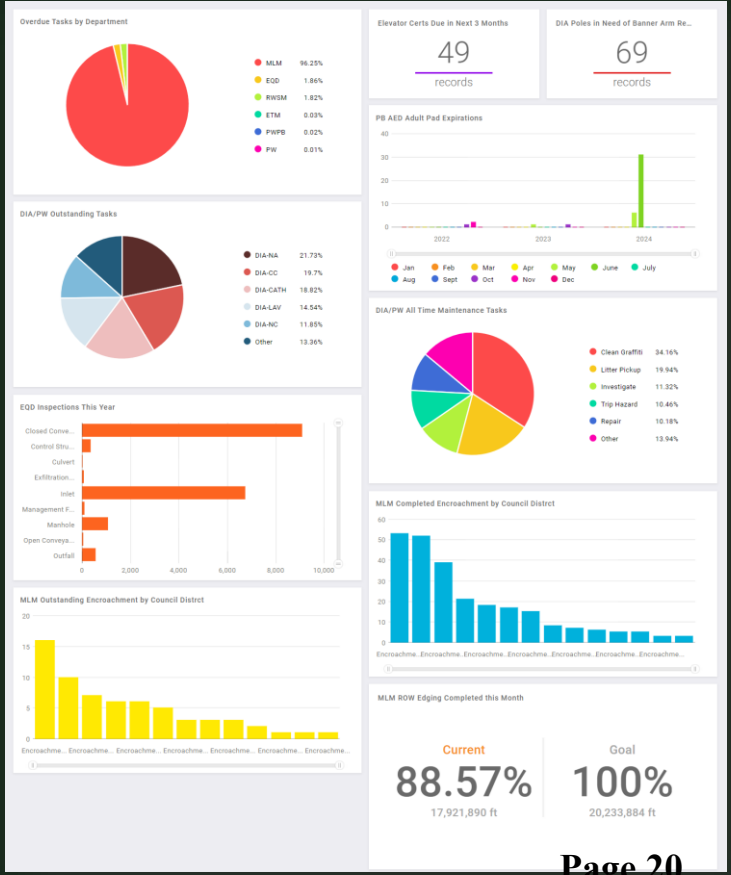 Overdue Tasks by Department
MLM 96.25%
EQD 1.86%
RWSM 1.82%
ETM 0.03%
PWPB 0.02%
PW 0.01%
Elevator Certs Due in Next 3 Months
49
records
DIA Poles in Need of Banner Arm Re...
69
records
PB AED Adult Pad Expirations
40
30
20
10
0
2022 2023 2024
Jan Feb Mar Apr May June July
Aug Sept Oct Nov Dec
DIA/PW Outstanding Tasks
DIA-NA 21.73%
DIA-CC 19.7%
DIA-CATH 18.82%
DIA-LAV 14.54%
DIA-NC 11.85%
Other 13.36%
DIA/PW All Time Maintenance Tasks
Clean Graffiti 34.16%
Litter Pickup 19.94%
Investigate 11.32%
Trip Hazard 10.46%
Repair 10.18%
Other 13.94%
EQD Inspections This Year
Closed Conve...
Control Stru...
Culvert
Exfiltration...
Inlet
Management F...
Manhole
Open Conveya...
Outfall
0 2,000 4,000 6,000 8,000 10,000
MLM Completed Encroachment by Council Distrct
60
50
40
30
20
10
0
Encroachme... Encroachme... Encroachme... Encroachme... Encroachme... Encroachme... Encroachme...
MLM Outstanding Encroachment by Council Distrct
20
15
10
5
0
Encroachme... Encroachme... Encroachme... Encroachme... Encroachme... Encroachme... Encroachme...
MLM ROW Edging Completed this Month
Current Goal
88.57% 100%
17,921,890 ft 20,233,884 ft
Page 20